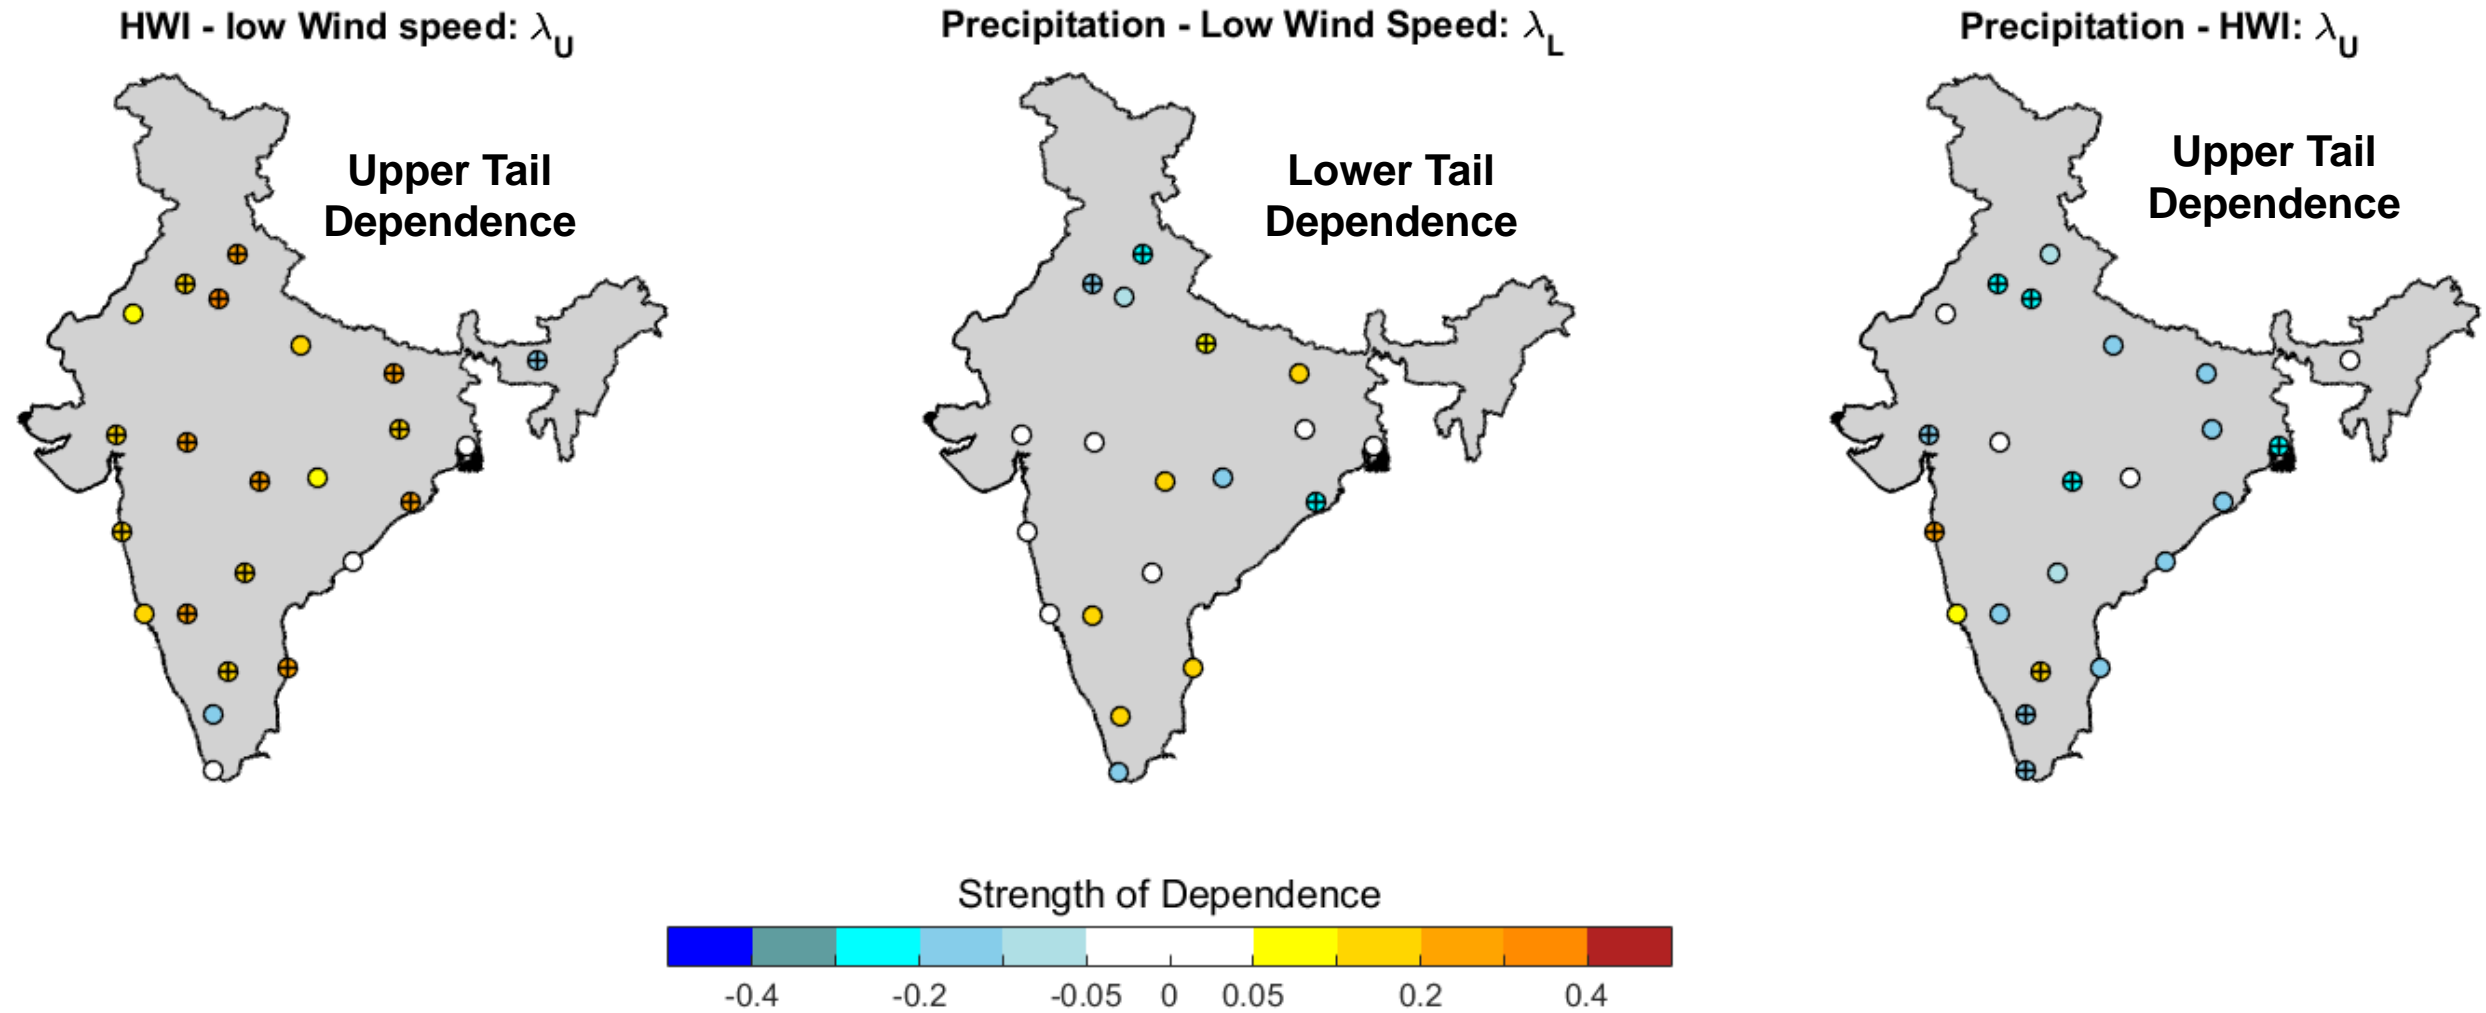 HWI - low Wind speed: λU
Precipitation - Low Wind Speed: λL
Precipitation - HWI: λU
Upper Tail
Dependence
Lower Tail
Dependence
Upper Tail
Dependence
Strength of Dependence
-0.4 -0.2 -0.05 0 0.05 0.2 0.4